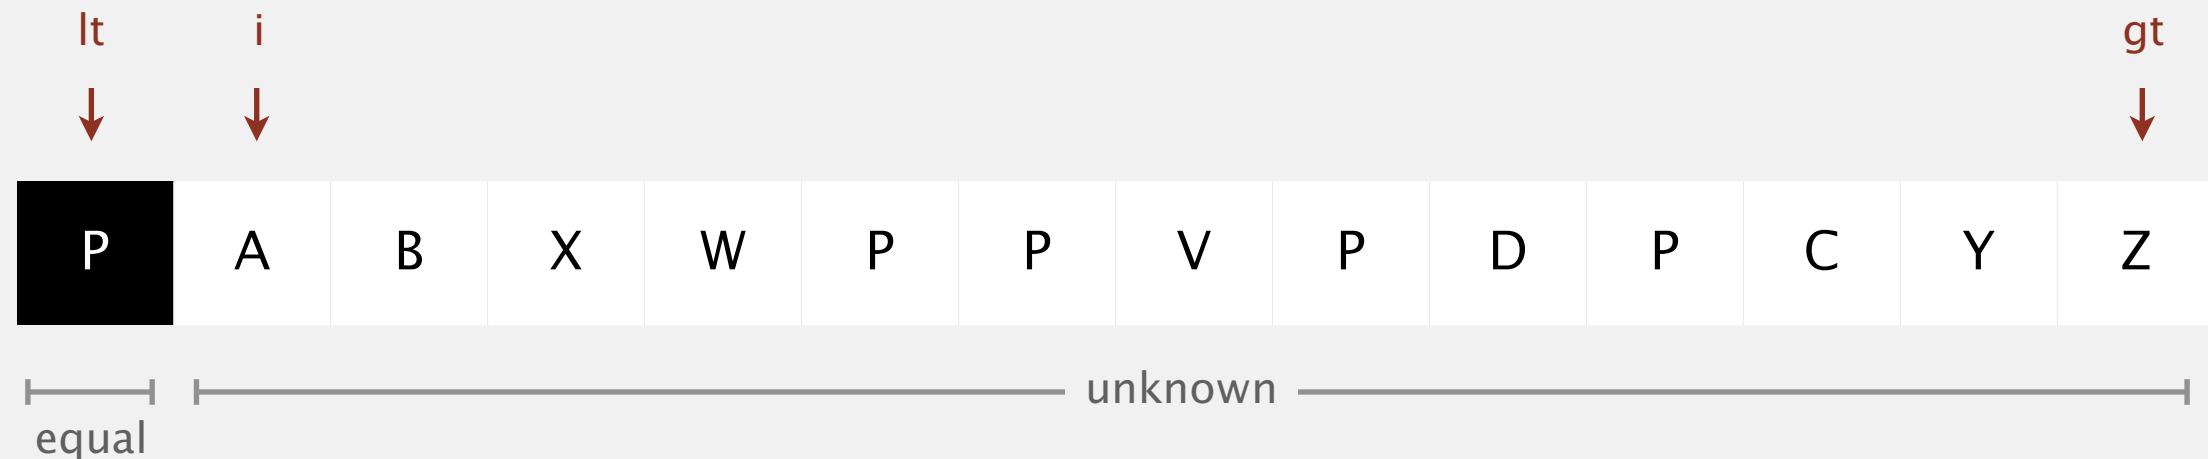 lt i gt
P A B X W P P V P D P C Y Z
unknown
equal